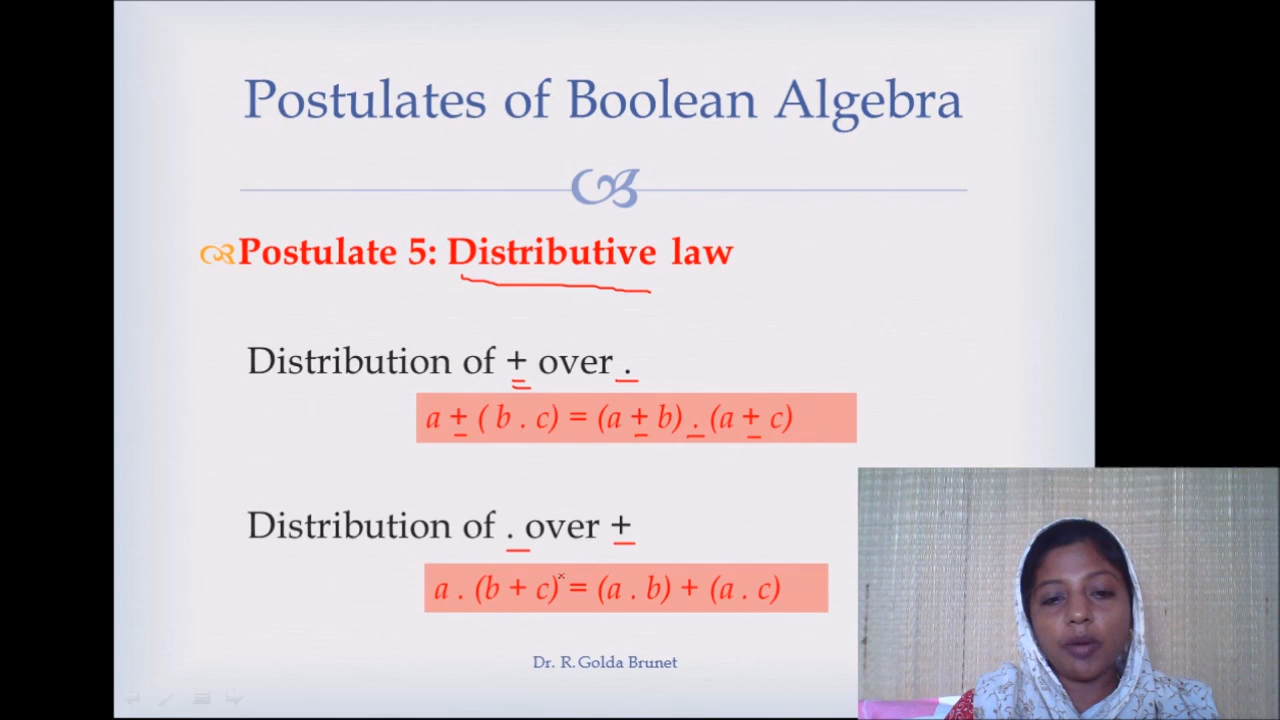 Postulates of Boolean Algebra
Postulate 5: Distributive law
Distribution of + over .
a + ( b . c) = (a + b) . (a + c)
Distribution of . over +
a . (b + c) = (a . b) + (a . c)
Dr. R.Golda Brunet